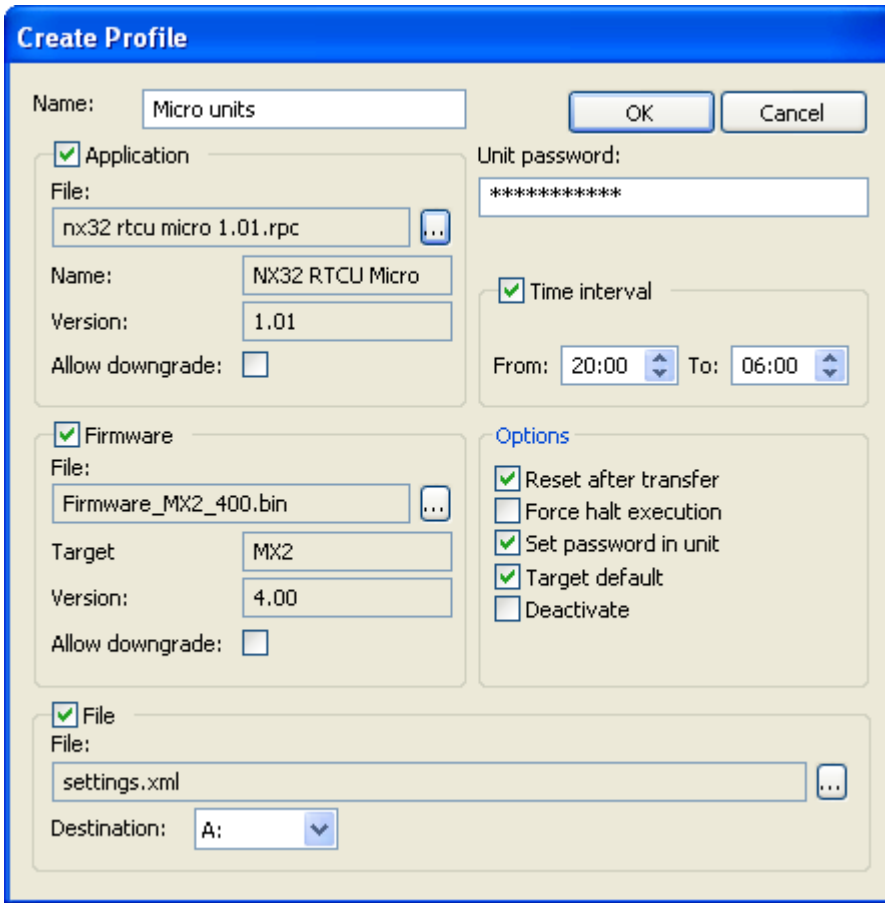 Create Profile
Name: Micro units
OK Cancel
Application
File:
nx32 rtcu micro 1.01.rpc ...
Name: NX32 RTCU Micro
Version: 1.01
Allow downgrade:
Unit password:
***********
Time interval
From: 20:00 To: 06:00
Firmware
File:
Firmware_MX2_400.bin ...
Target MX2
Version: 4.00
Allow downgrade:
Options
Reset after transfer
Force halt execution
Set password in unit
Target default
Deactivate
File
File:
settings.xml ...
Destination: A: